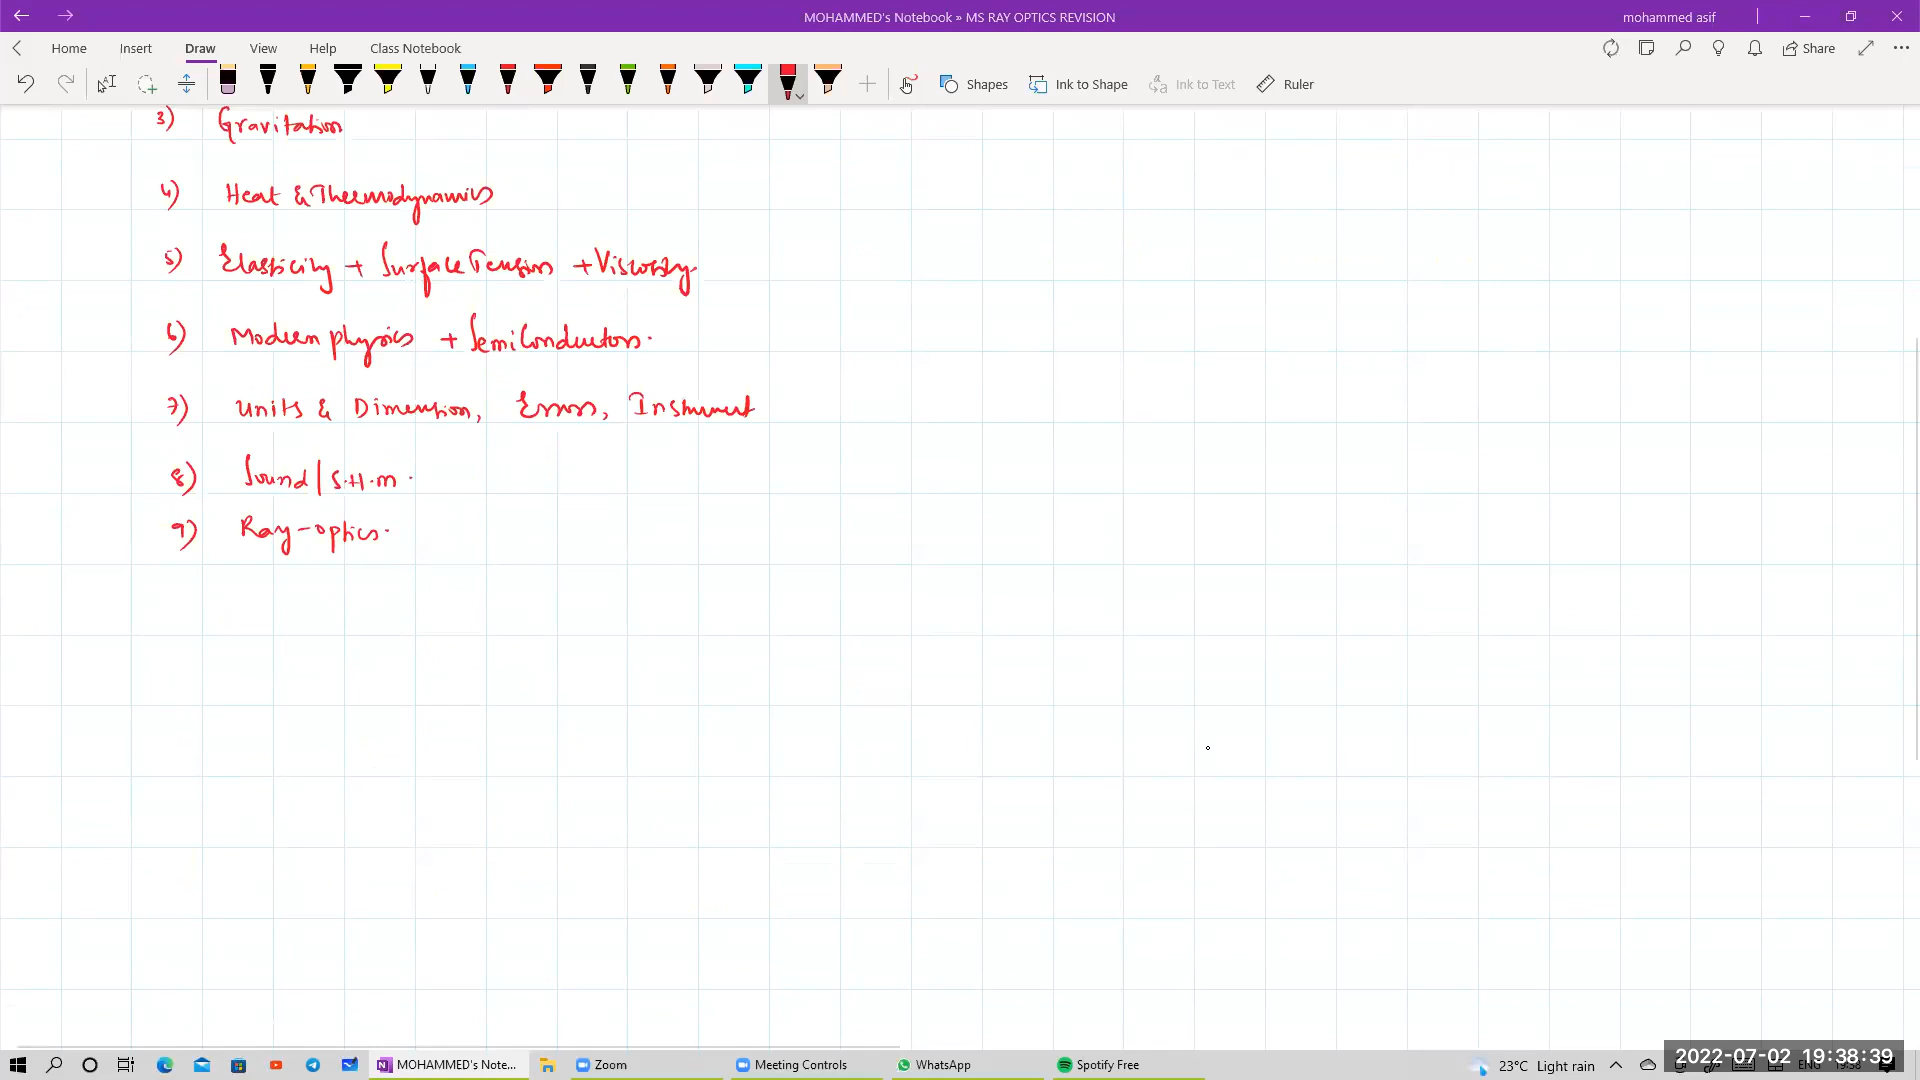 MOHAMMED's Notebook » MS RAY OPTICS REVISION
mohammed asif
Home Insert Draw View Help Class Notebook
Share
Shapes Ink to Shape Ink to Text Ruler
3) Gravitation
4) Heat & Thermodynamics
5) Elasticity + Surface Tension + Viscosity
6) Modern physics + Semiconductors.
7) Units & Dimension, Errors, Instrument
8) Sound | S.H.M.
9) Ray-optics.
MOHAMMED's Note... Zoom Meeting Controls WhatsApp Spotify Free 23°C Light rain
2022-07-02 19:38:39